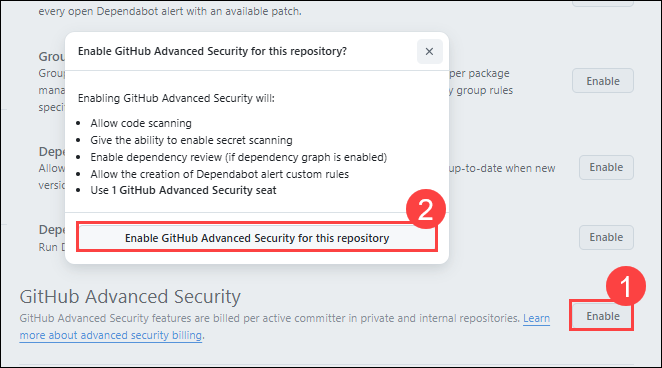 every open Dependabot alert with an available patch.
Enable GitHub Advanced Security for this repository?
Grou
Group per package
Enable
mana y group rules
speci
Enabling GitHub Advanced Security will:
Allow code scanning
Give the ability to enable secret scanning
Enable dependency review (if dependency graph is enabled)
Allow the creation of Dependabot alert custom rules
Use 1 GitHub Advanced Security seat
Depe
Allow up-to-date when new
Enable
versio
2
Enable GitHub Advanced Security for this repository
Depe
Enable
Run D
GitHub Advanced Security
1
GitHub Advanced Security features are billed per active committer in private and internal repositories. Learn
Enable
more about advanced security billing.